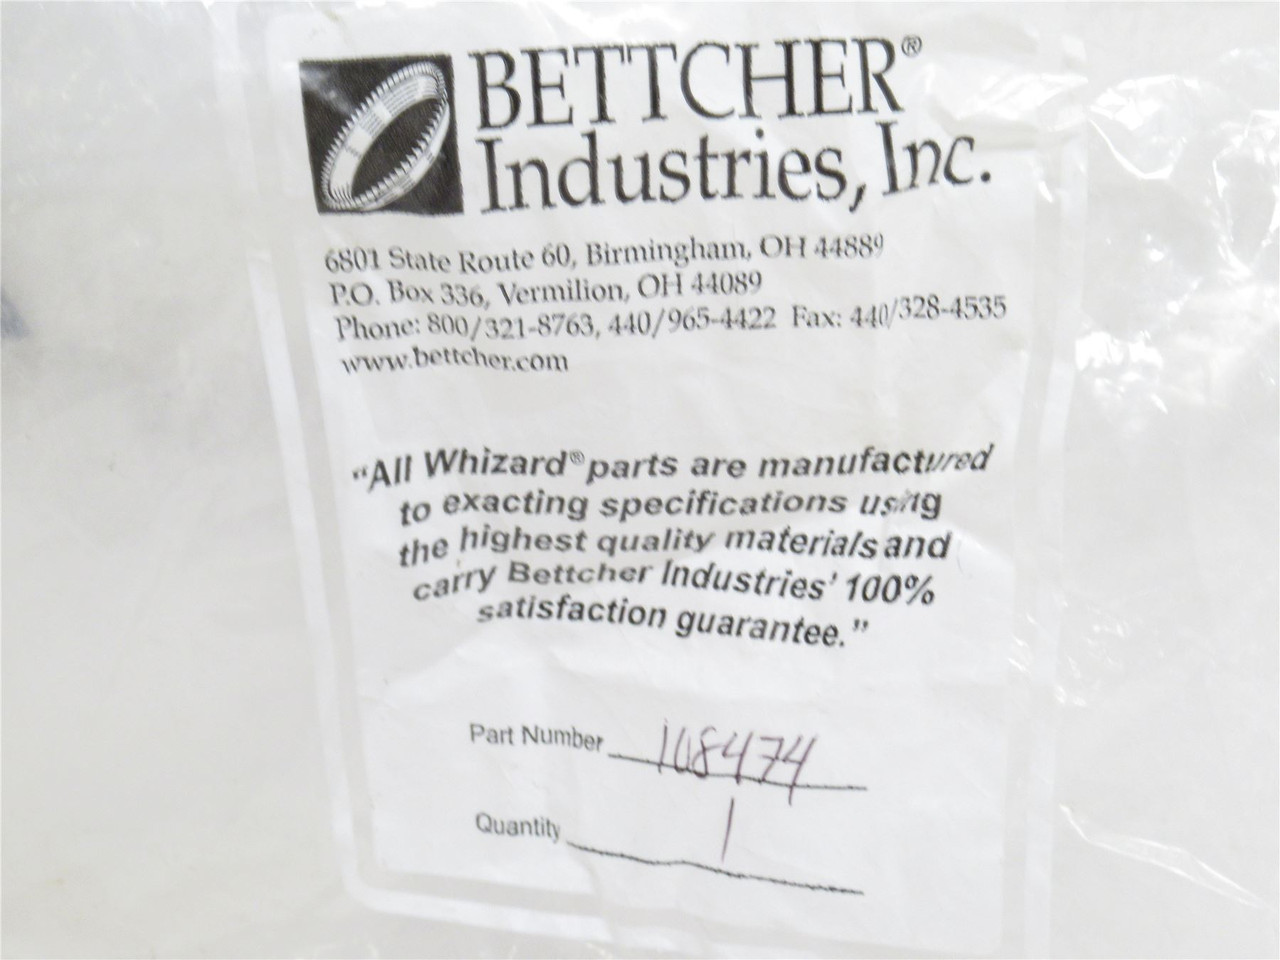 BETTCHER®
Industries, Inc.
6801 State Route 60, Birmingham, OH 44889
P.O. Box 336, Vermilion, OH 44089
Phone: 800/321-8763, 440/965-4422 Fax: 440/328-4535
www.bettcher.com
"All Whizard® parts are manufactured
to exacting specifications using
the highest quality materials and
carry Bettcher Industries' 100%
satisfaction guarantee."
Part Number 108474
Quantity 1